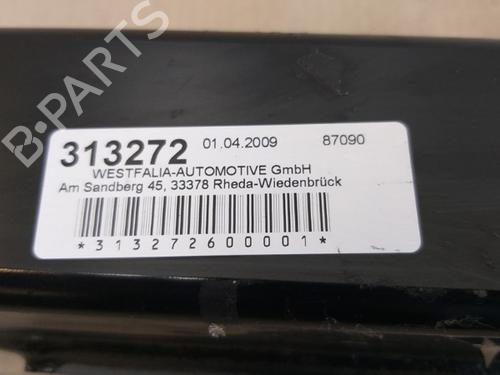 313272 01.04.2009 87090
WESTFALIA-AUTOMOTIVE GmbH
Am Sandberg 45, 33378 Rheda-Wiedenbrück
*313272600001*
B-PARTS